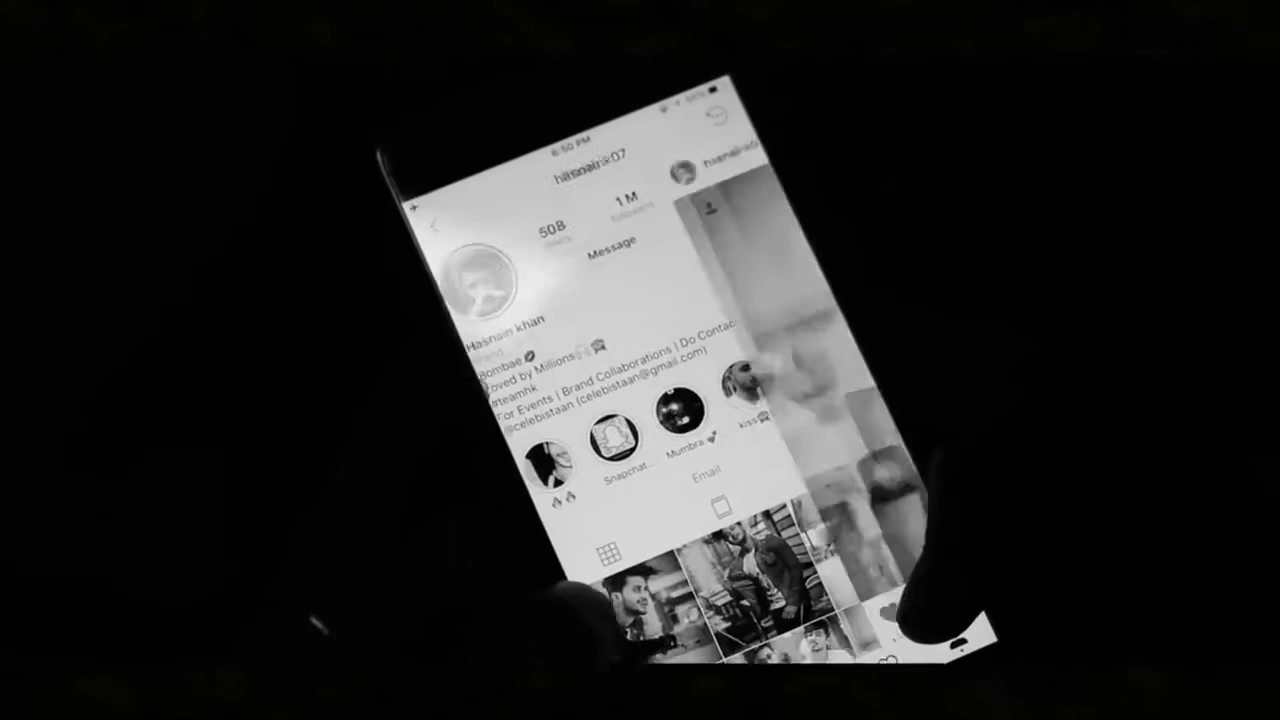 6:50 PM
hasnaink07
508
1 M
followers
Message
Hasnain khan
Bombae
Loved by Millions
#teamhk
For Events | Brand Collaborations | Do Contact
@celebistaan (celebistaan@gmail.com)
Snapchat...
Mumbra
kiss
Email